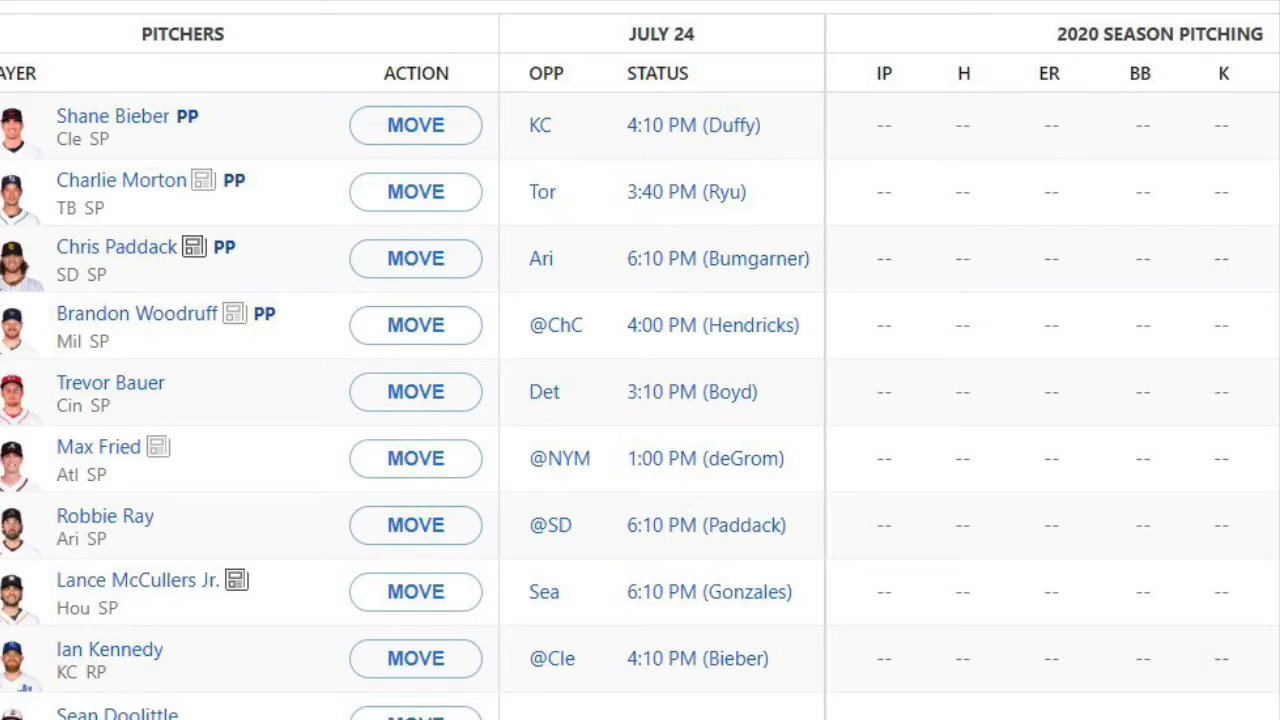 PITCHERS JULY 24 2020 SEASON PITCHING
AYER ACTION OPP STATUS IP H ER BB K
Shane Bieber PP
Cle SP
MOVE KC 4:10 PM (Duffy) -- -- -- -- --
Charlie Morton PP
TB SP
MOVE Tor 3:40 PM (Ryu) -- -- -- -- --
Chris Paddack PP
SD SP
MOVE Ari 6:10 PM (Bumgarner) -- -- -- -- --
Brandon Woodruff PP
Mil SP
MOVE @ChC 4:00 PM (Hendricks) -- -- -- -- --
Trevor Bauer
Cin SP
MOVE Det 3:10 PM (Boyd) -- -- -- -- --
Max Fried
Atl SP
MOVE @NYM 1:00 PM (deGrom) -- -- -- -- --
Robbie Ray
Ari SP
MOVE @SD 6:10 PM (Paddack) -- -- -- -- --
Lance McCullers Jr.
Hou SP
MOVE Sea 6:10 PM (Gonzales) -- -- -- -- --
Ian Kennedy
KC RP
MOVE @Cle 4:10 PM (Bieber) -- -- -- -- --
Sean Doolittle
MOVE